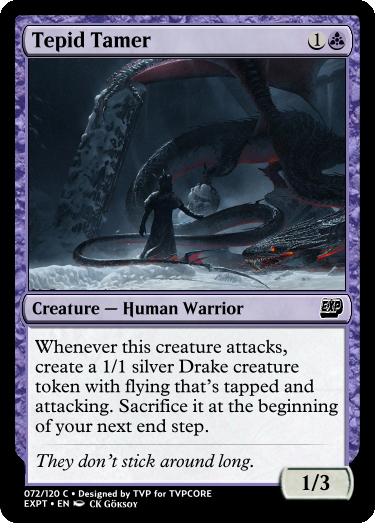 Tepid Tamer
1
Creature — Human Warrior
EXP
Whenever this creature attacks,
create a 1/1 silver Drake creature
token with flying that's tapped and
attacking. Sacrifice it at the beginning
of your next end step.
They don't stick around long.
1/3
072/120 C • Designed by TVP for TVPCORE
EXPT • EN CK GÖKSOY